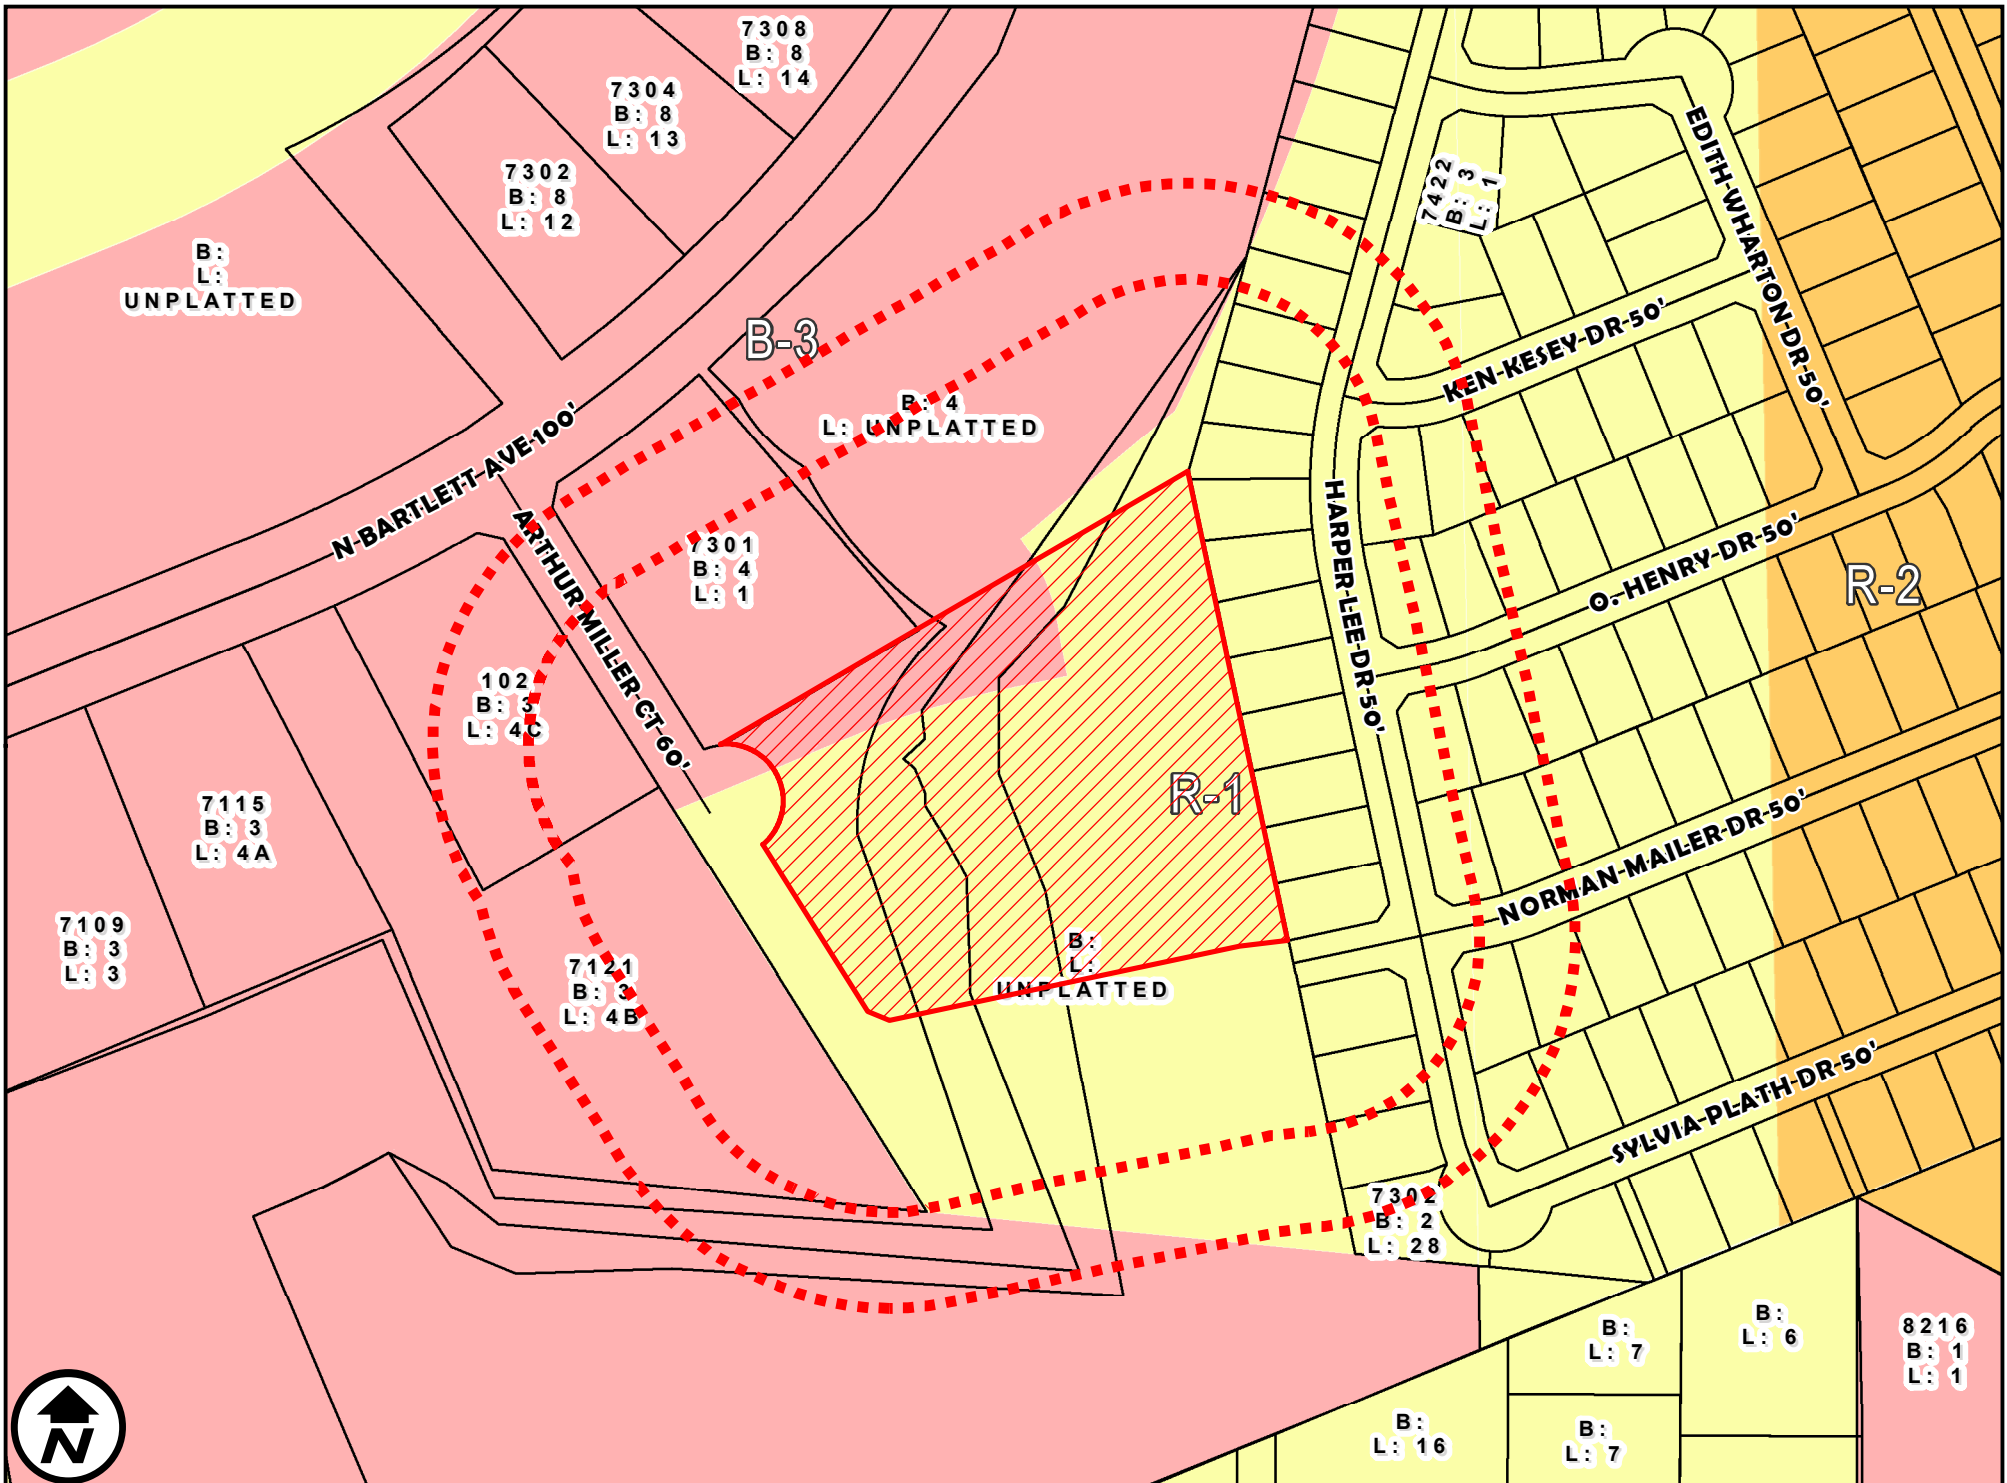 7308
B: 8
L: 14
7304
B: 8
L: 13
7302
B: 8
L: 12
B:
L:
UNPLATTED
7422
B: 3
L: 1
EDITH-WHARTON-DR-50'
B-3
KEN-KESEY-DR-50'
B: 4
L: UNPLATTED
N-BARTLETT-AVE-100'
ARTHUR-MILLER-CT-60'
7301
B: 4
L: 1
HARPER-LEE-DR-50'
O.-HENRY-DR-50'
R-2
102
B: 3
L: 4C
R-1
7115
B: 3
L: 4A
NORMAN-MAILER-DR-50'
7109
B: 3
L: 3
7121
B: 3
L: 4B
B:
L:
UNPLATTED
SYLVIA-PLATH-DR-50'
7302
B: 2
L: 28
B:
L: 7
B:
L: 6
8216
B: 1
L: 1
B:
L: 16
B:
L: 7
N